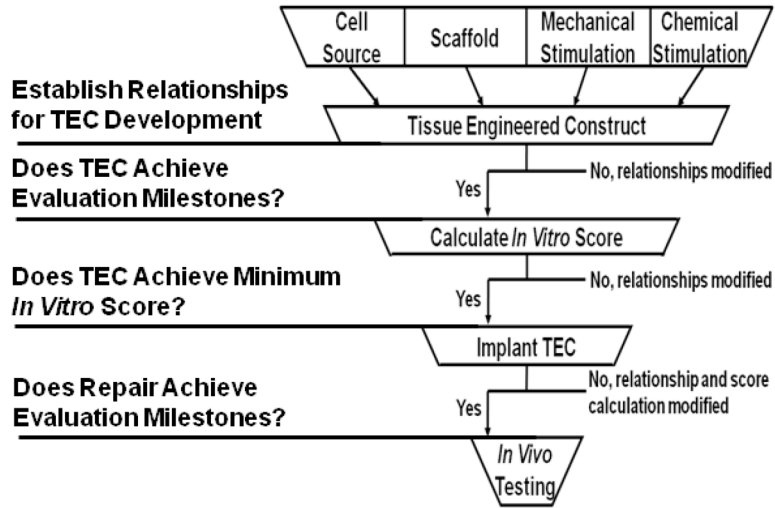 Cell
Source
Scaffold
Mechanical
Stimulation
Chemical
Stimulation
Establish Relationships
for TEC Development
Tissue Engineered Construct
Does TEC Achieve
Evaluation Milestones?
No, relationships modified
Yes
Calculate In Vitro Score
Does TEC Achieve Minimum
In Vitro Score?
No, relationships modified
Yes
Implant TEC
Does Repair Achieve
Evaluation Milestones?
No, relationship and score
calculation modified
Yes
In Vivo
Testing